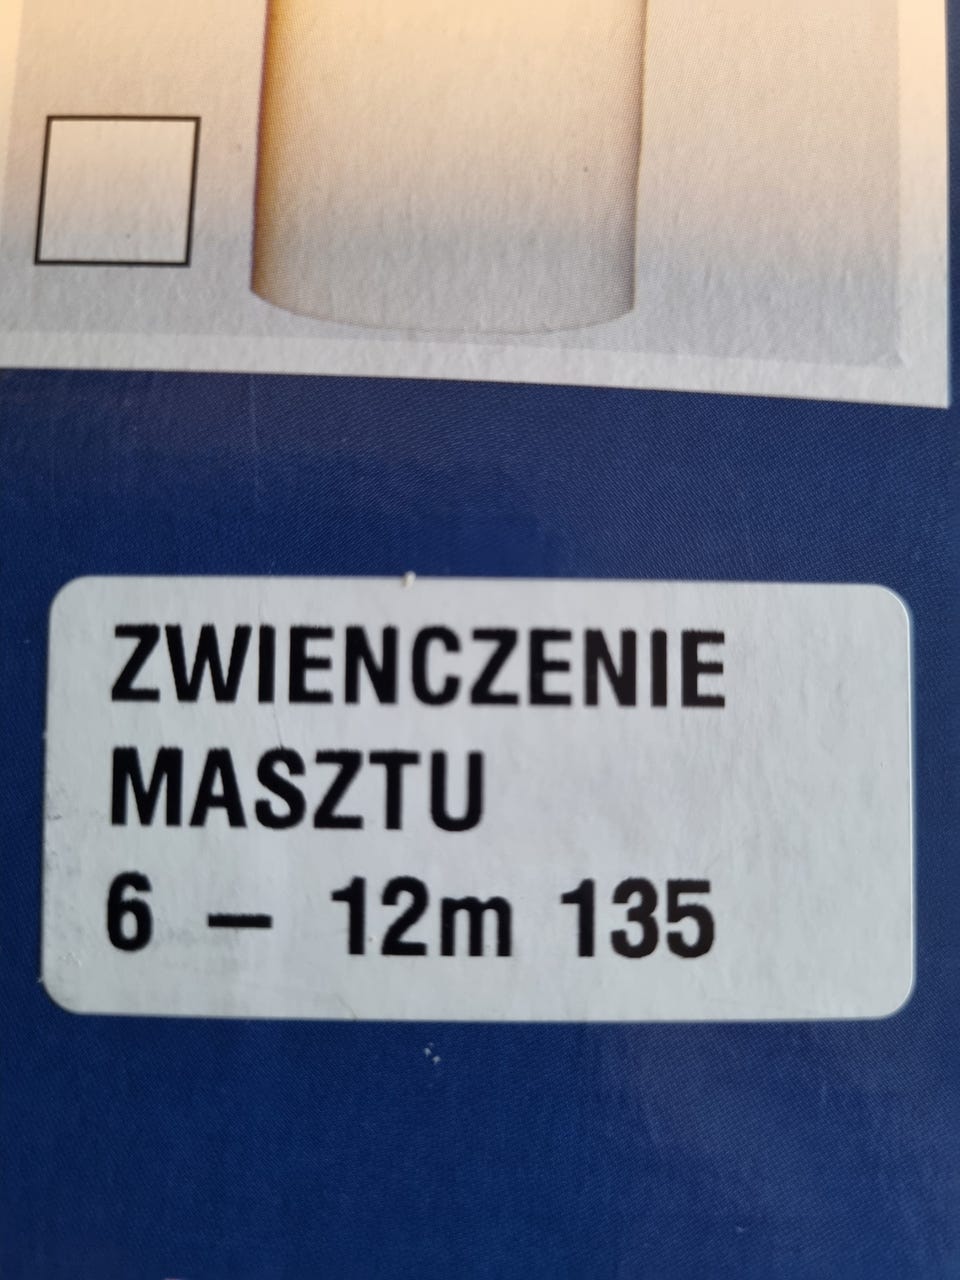 ZWIENCZENIE
MASZTU
6 – 12m 135